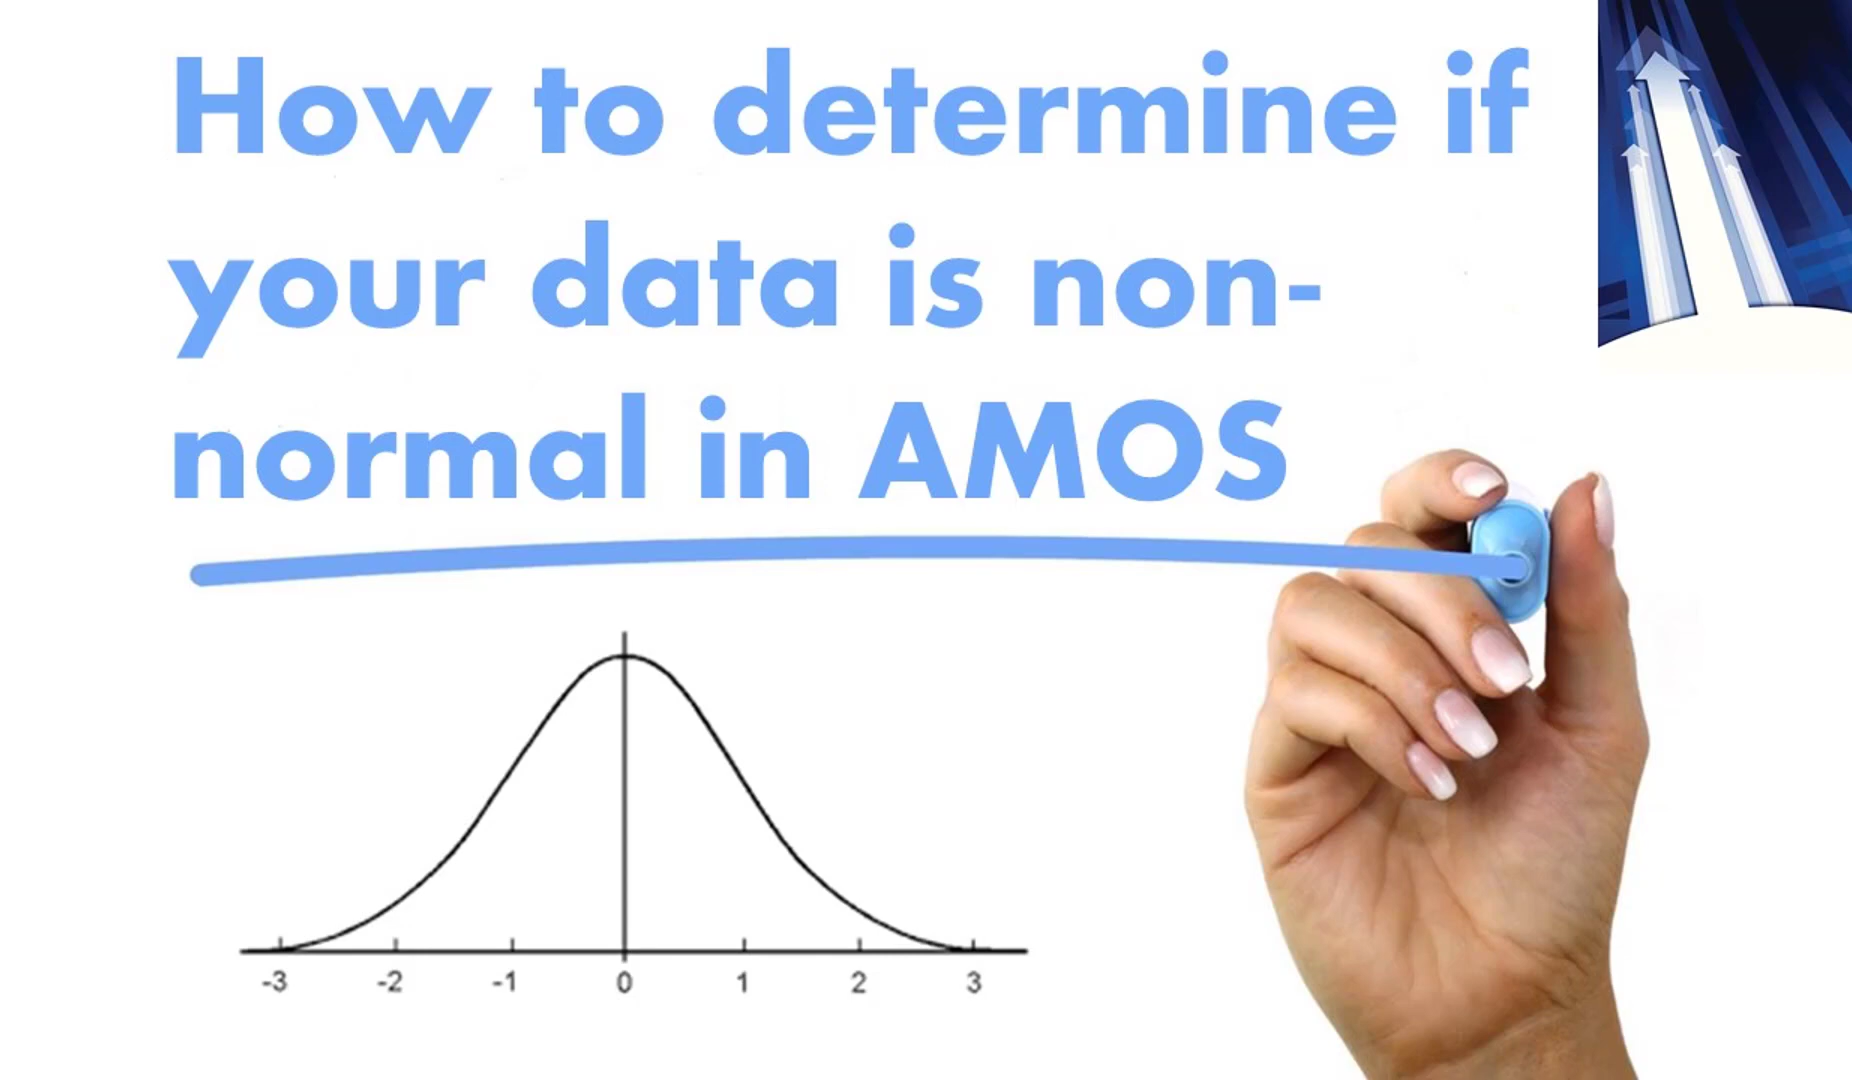 How to determine if
your data is non-
normal in AMOS
-3 -2 -1 0 1 2 3